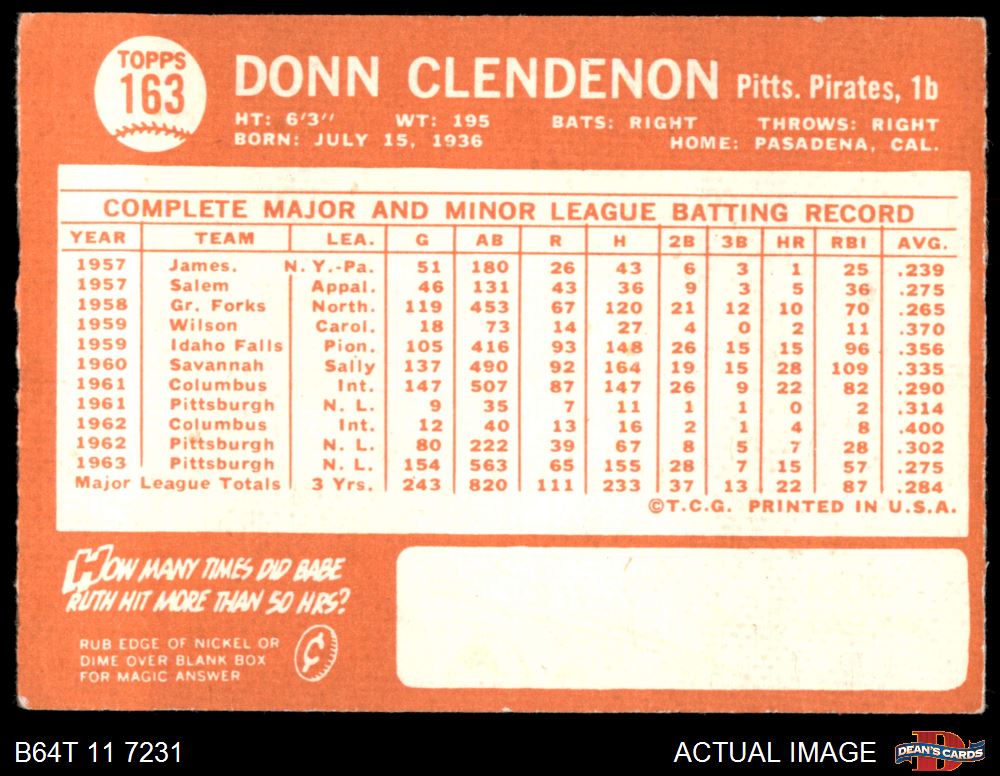 TOPPS
163
DONN CLENDENON Pitts. Pirates, 1b
HT: 6'3" WT: 195 BATS: RIGHT THROWS: RIGHT
BORN: JULY 15, 1936 HOME: PASADENA, CAL.
COMPLETE MAJOR AND MINOR LEAGUE BATTING RECORD
YEAR TEAM LEA. G AB R H 2B 3B HR RBI AVG.
1957 James. N.Y.-Pa. 51 180 26 43 6 3 1 25 .239
1957 Salem Appal. 46 131 43 36 9 3 5 36 .275
1958 Gr. Forks North. 119 453 67 120 21 12 10 70 .265
1959 Wilson Carol. 18 73 14 27 4 0 2 11 .370
1959 Idaho Falls Pion. 105 416 93 148 26 15 15 96 .356
1960 Savannah Sally 137 490 92 164 19 15 28 109 .335
1961 Columbus Int. 147 507 87 147 26 9 22 82 .290
1961 Pittsburgh N. L. 9 35 7 11 1 1 0 2 .314
1962 Columbus Int. 12 40 13 16 2 1 4 8 .400
1962 Pittsburgh N. L. 80 222 39 67 8 5 7 28 .302
1963 Pittsburgh N. L. 154 563 65 155 28 7 15 57 .275
Major League Totals 3 Yrs. 243 820 111 233 37 13 22 87 .284
©T.C.G. PRINTED IN U.S.A.
HOW MANY TIMES DID BABE
RUTH HIT MORE THAN 50 HRS?
RUB EDGE OF NICKEL OR
DIME OVER BLANK BOX
FOR MAGIC ANSWER
¢
B64T 11 7231 ACTUAL IMAGE DEAN'S CARDS